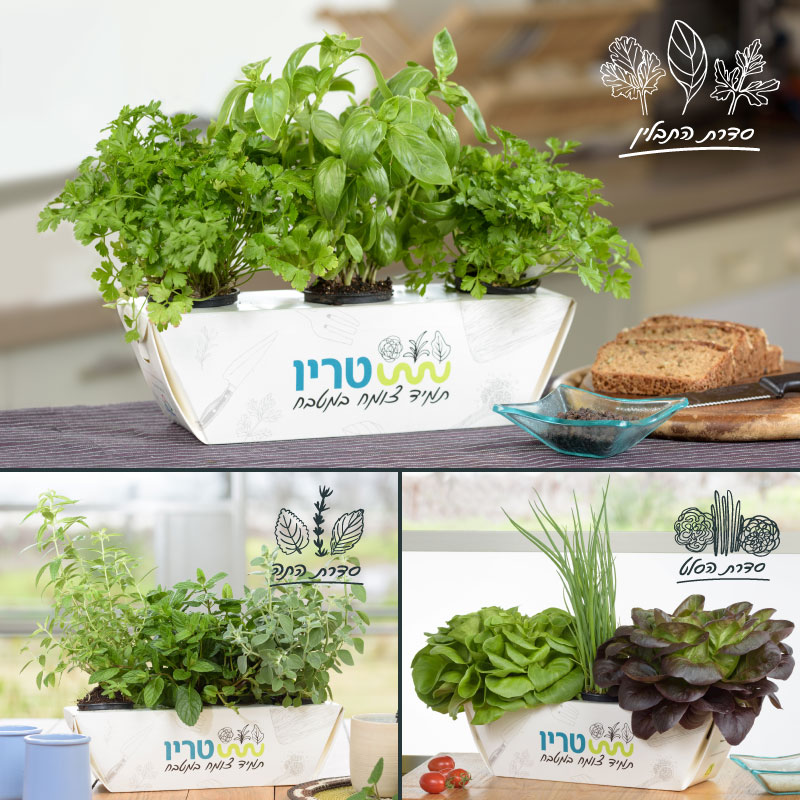 סדרת התבלין
טריו
תמיד צומח במטבח
סדרת התה
טריו
תמיד צומח במטבח
סדרת הסלט
טריו
תמיד צומח במטבח